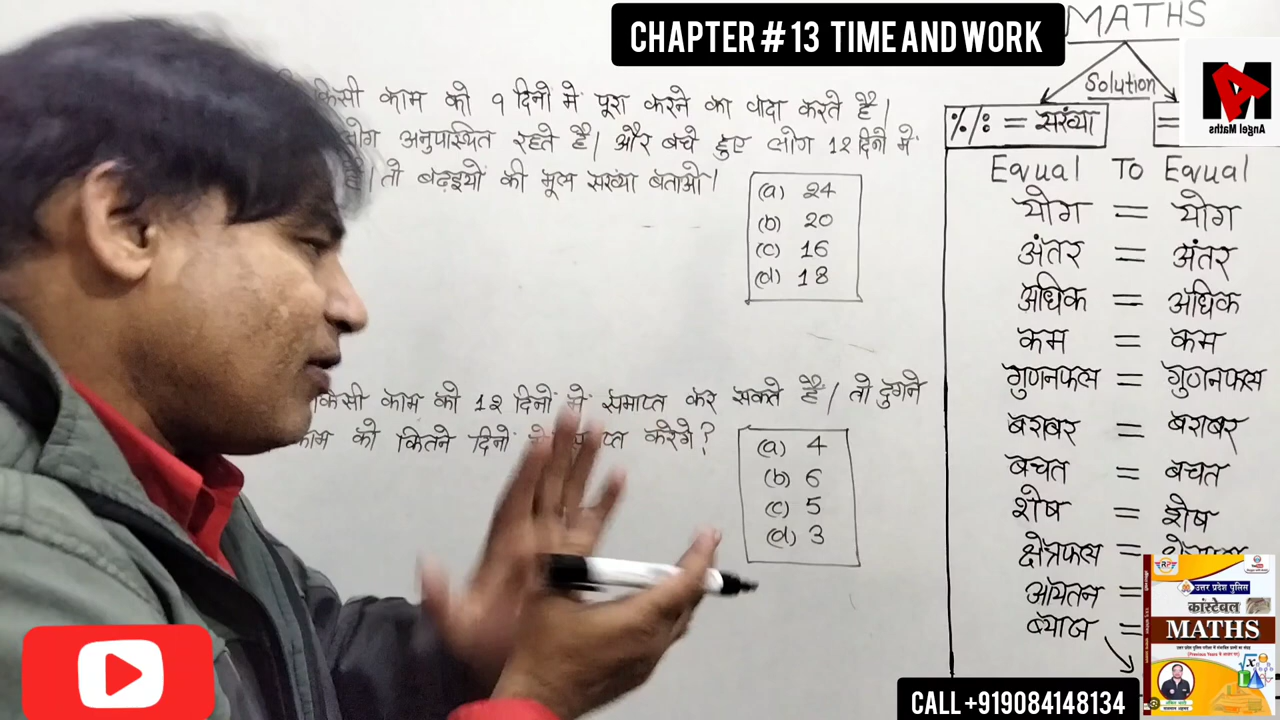 CHAPTER # 13 TIME AND WORK
MATHS
Solution
किसी काम को 9 दिनो में पूरा करने का वादा करते है।
अनुपास्थित रहते है। और बचे हुए लोग 12 दिनो में
तो बढ़इयों की मूल संख्या बताओ।
(a) 24
(b) 20
(c) 16
(d) 18
किसी काम को 12 दिनों में समाप्त कर सकते है। तो दुगने
काम को कितने दिनों करेगे?
(a) 4
(b) 6
(c) 5
(d) 3
%/: = संख्या
=
Equal To Equal
योग = योग
अंतर = अंतर
अधिक = अधिक
कम = कम
गुणनफल = गुणनफल
बराबर = बराबर
बचत = बचत
शेष = शेष
क्षेत्रफल =
आयतन =
ब्याज =
Angel Maths
उत्तर प्रदेश पुलिस
कांस्टेबल
MATHS
CALL +919084148134